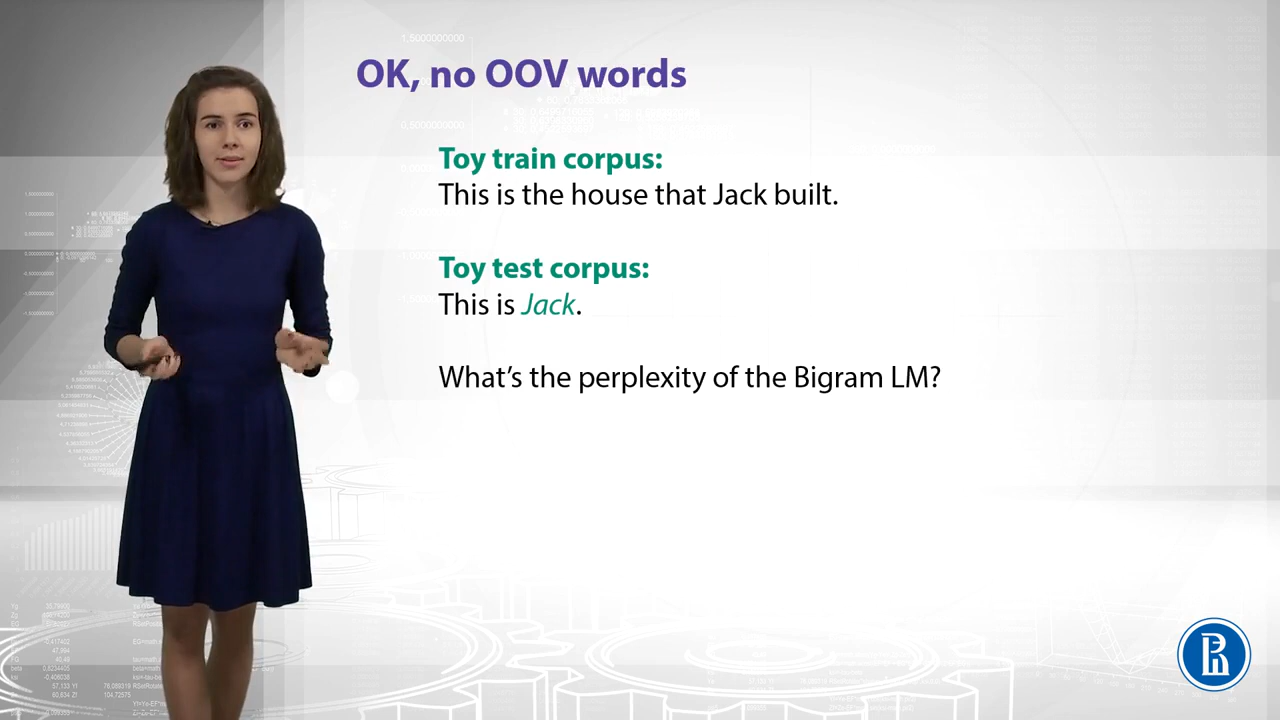 OK, no OOV words
Toy train corpus:
This is the house that Jack built.
Toy test corpus:
This is Jack.
What's the perplexity of the Bigram LM?